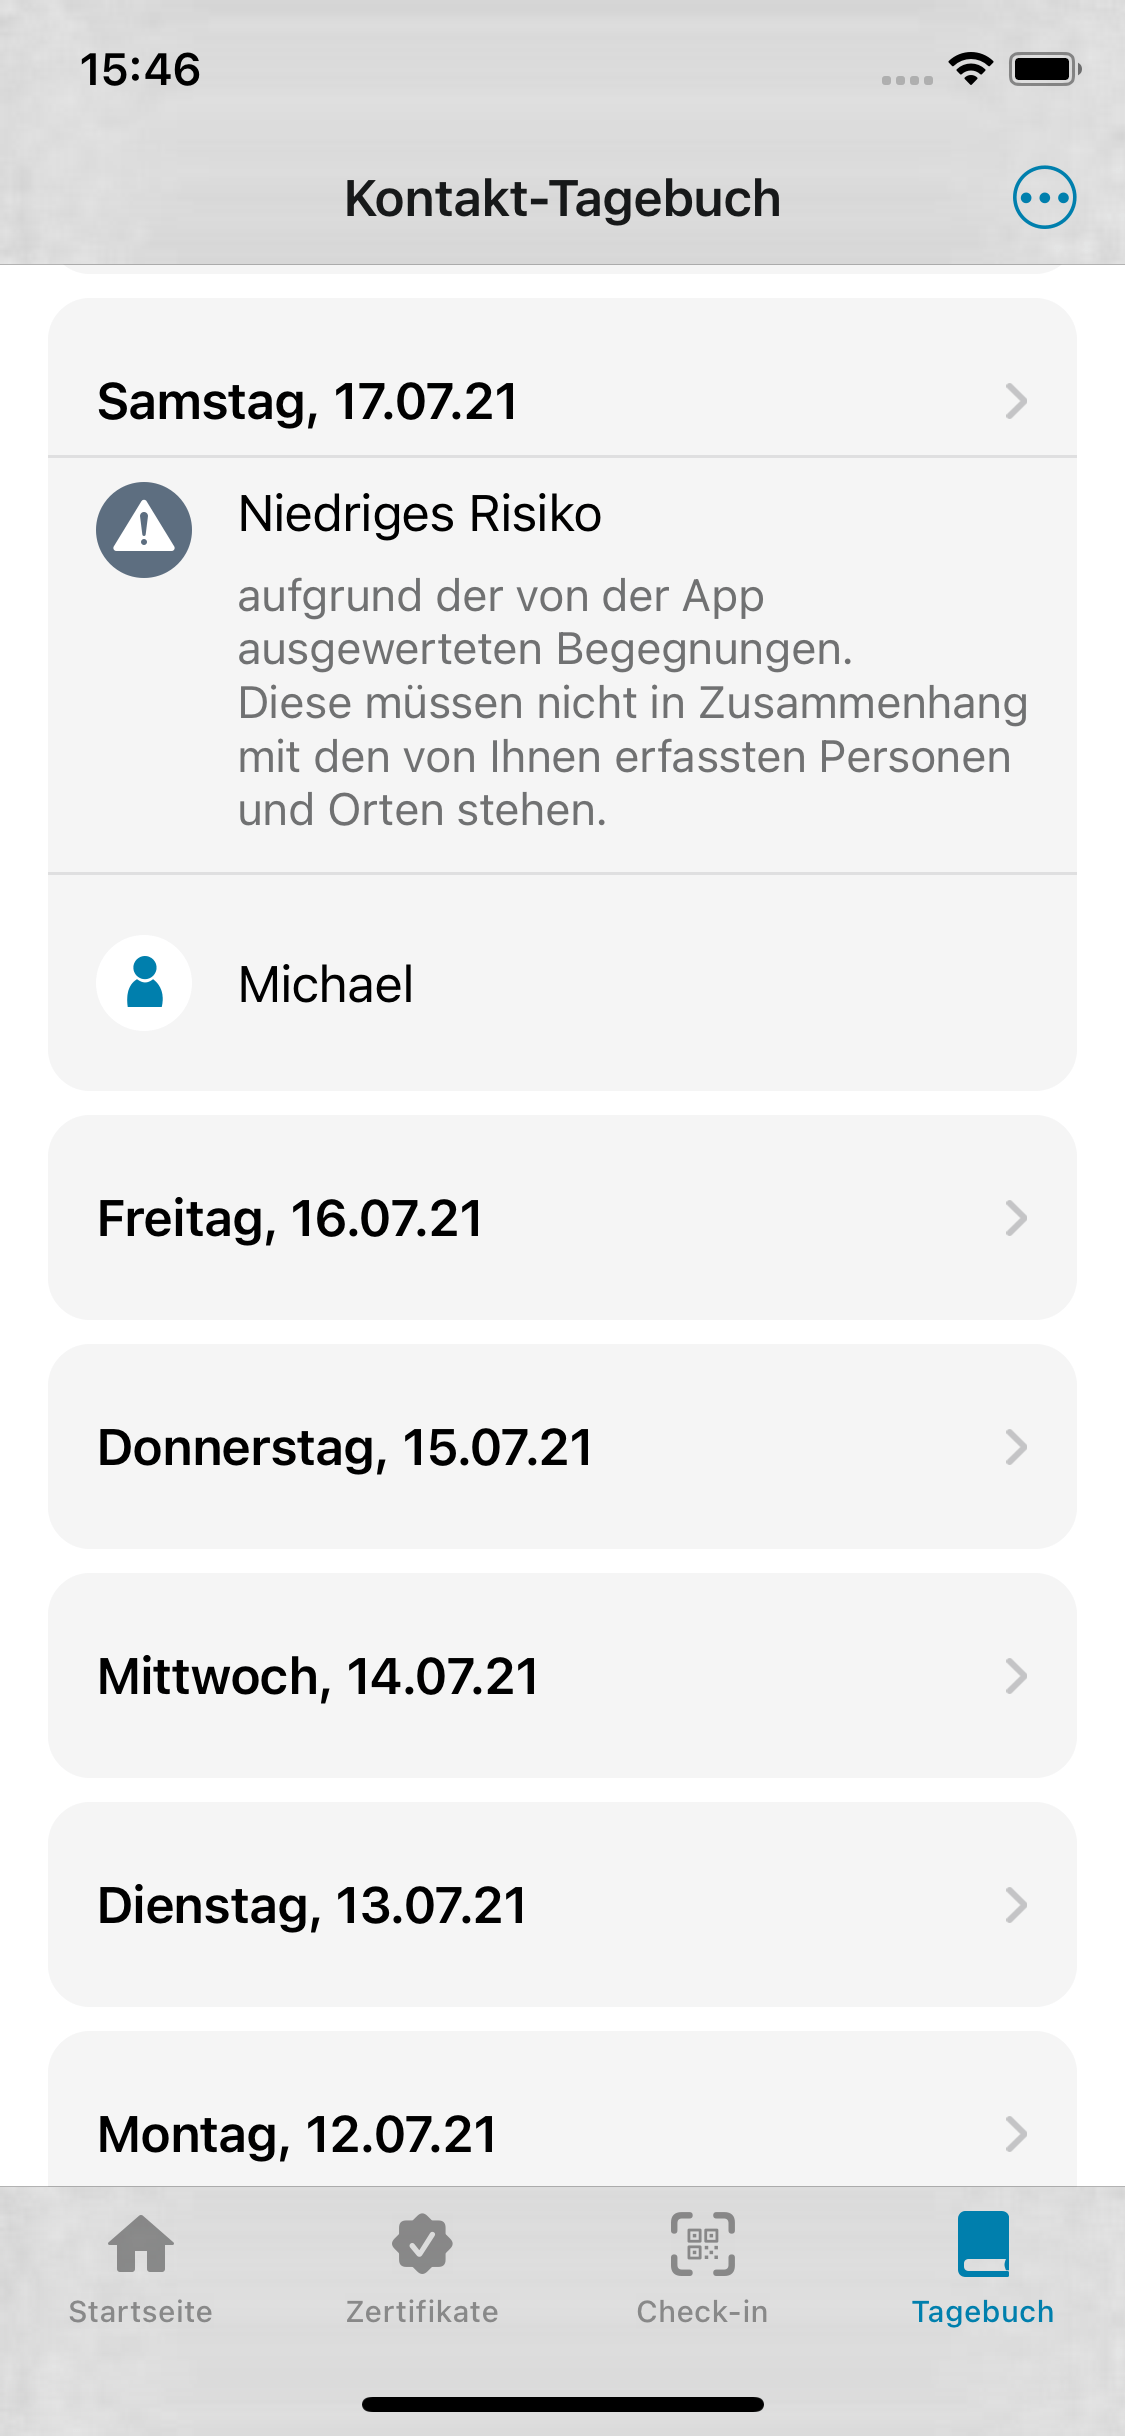 15:46
Kontakt-Tagebuch
Samstag, 17.07.21
Niedriges Risiko
aufgrund der von der App
ausgewerteten Begegnungen.
Diese müssen nicht in Zusammenhang
mit den von Ihnen erfassten Personen
und Orten stehen.
Michael
Freitag, 16.07.21
Donnerstag, 15.07.21
Mittwoch, 14.07.21
Dienstag, 13.07.21
Montag, 12.07.21
Startseite
Zertifikate
Check-in
Tagebuch